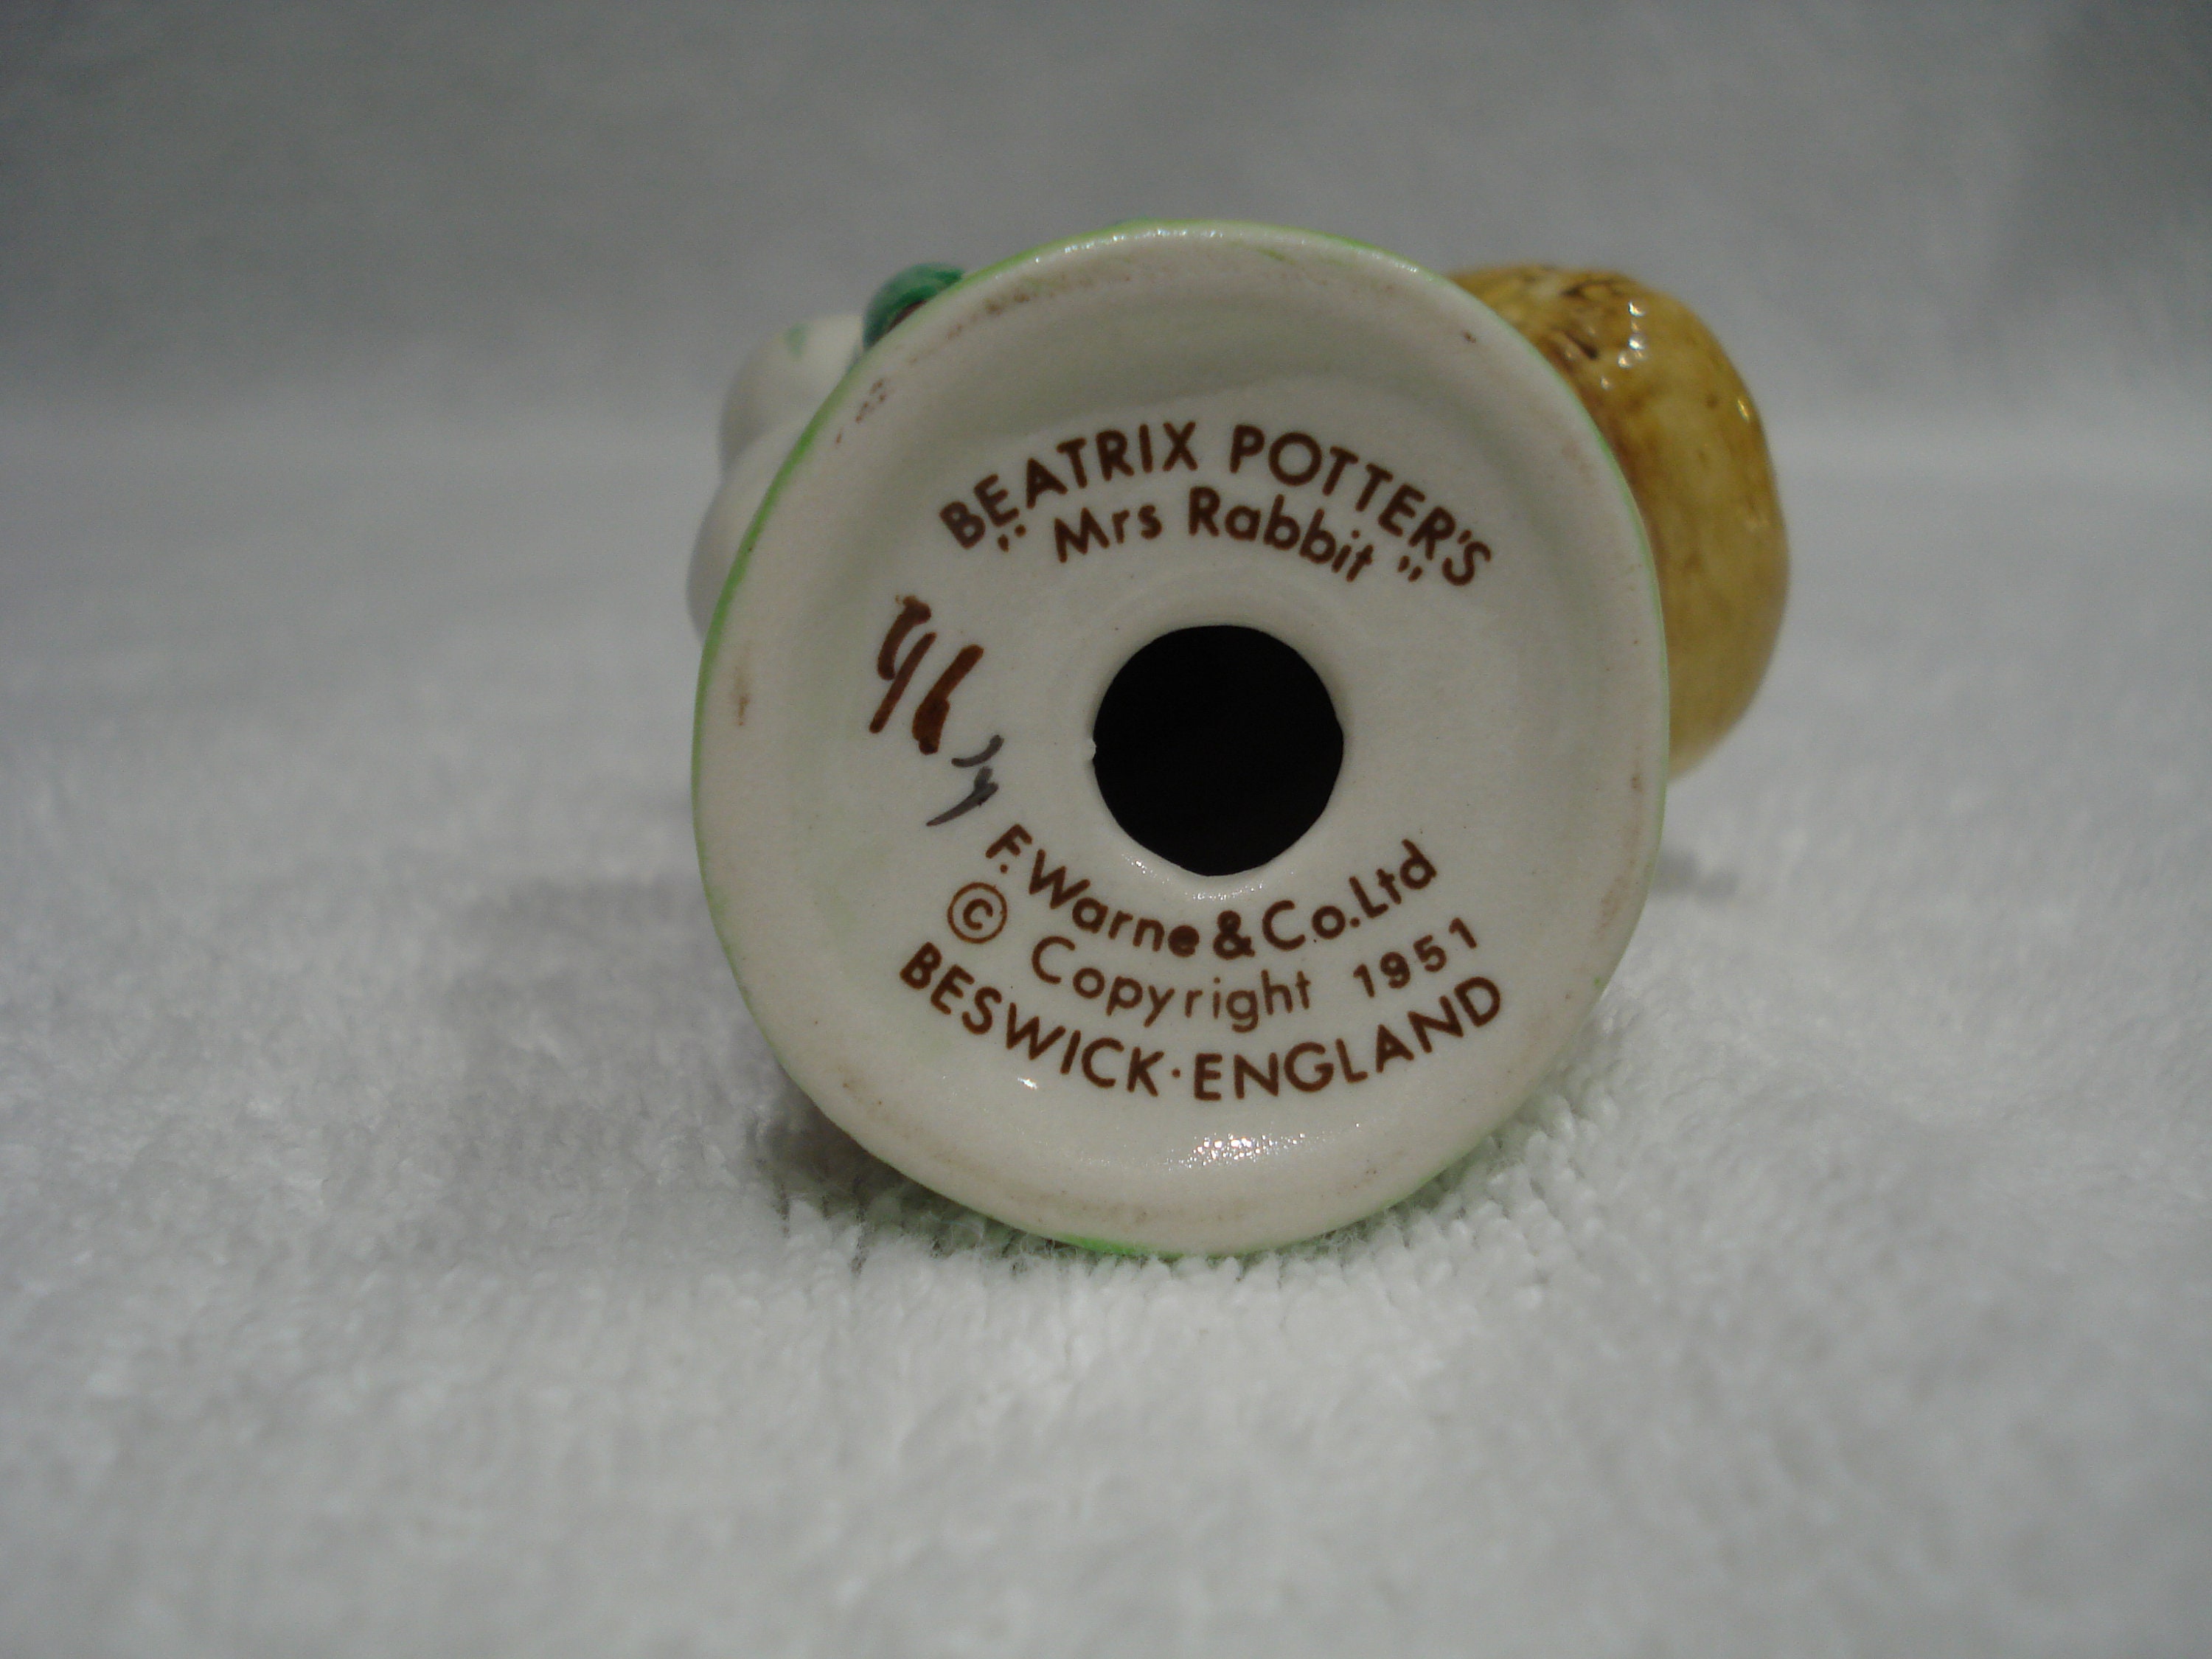 BEATRIX POTTER'S
"Mrs Rabbit"
F. Warne & Co. Ltd
© Copyright 1951
BESWICK · ENGLAND